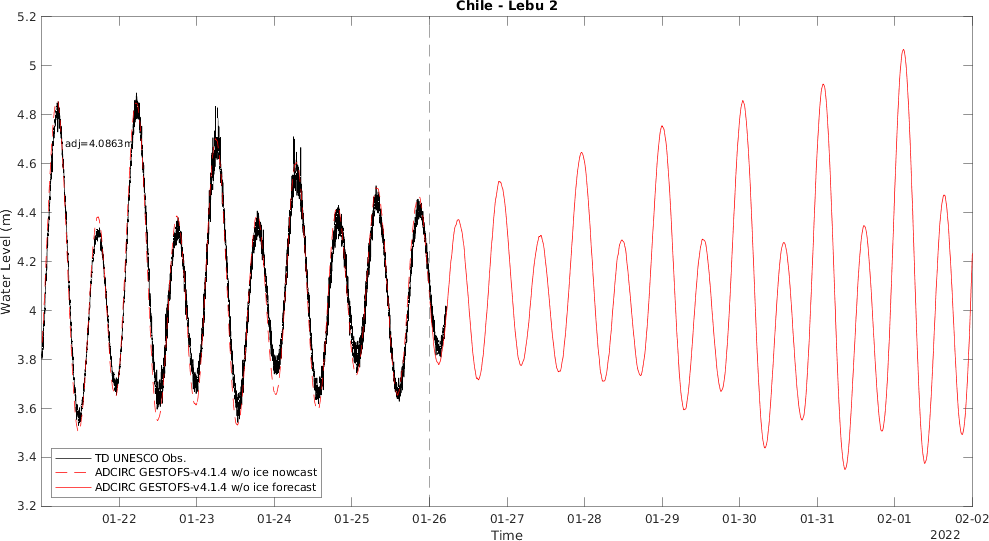 Chile - Lebu 2
5.2
5
4.8
4.6
4.4
4.2
4
3.8
3.6
3.4
3.2
Water Level (m)
adj=4.0863m
TD UNESCO Obs.
ADCIRC GESTOFS-v4.1.4 w/o ice nowcast
ADCIRC GESTOFS-v4.1.4 w/o ice forecast
01-22 01-23 01-24 01-25 01-26 01-27 01-28 01-29 01-30 01-31 02-01 02-02
Time
2022